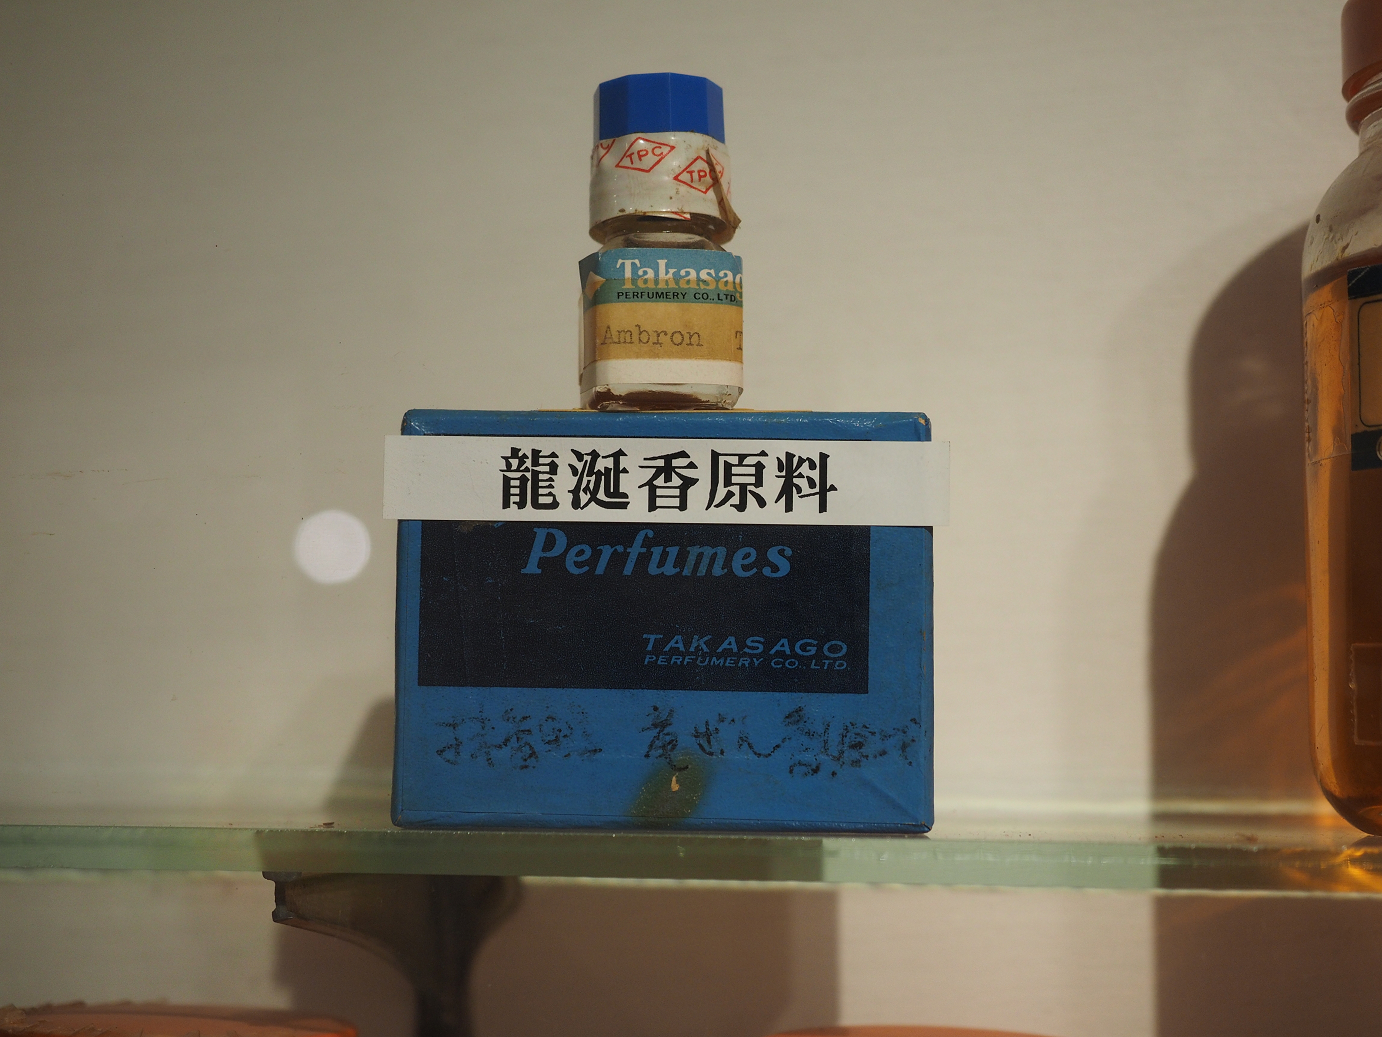 TPC
TPC
Takasag
PERFUMERY CO., LTD.
Ambron T
龍涎香原料
Perfumes
TAKASAGO
PERFUMERY CO., LTD.